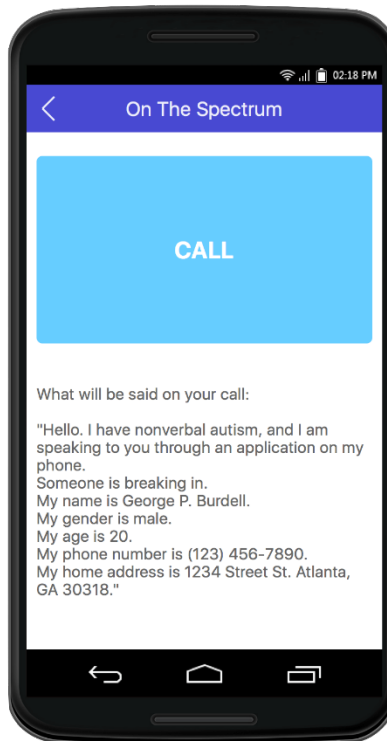 02:18 PM
On The Spectrum
CALL
What will be said on your call:
"Hello. I have nonverbal autism, and I am
speaking to you through an application on my
phone.
Someone is breaking in.
My name is George P. Burdell.
My gender is male.
My age is 20.
My phone number is (123) 456-7890.
My home address is 1234 Street St. Atlanta,
GA 30318."